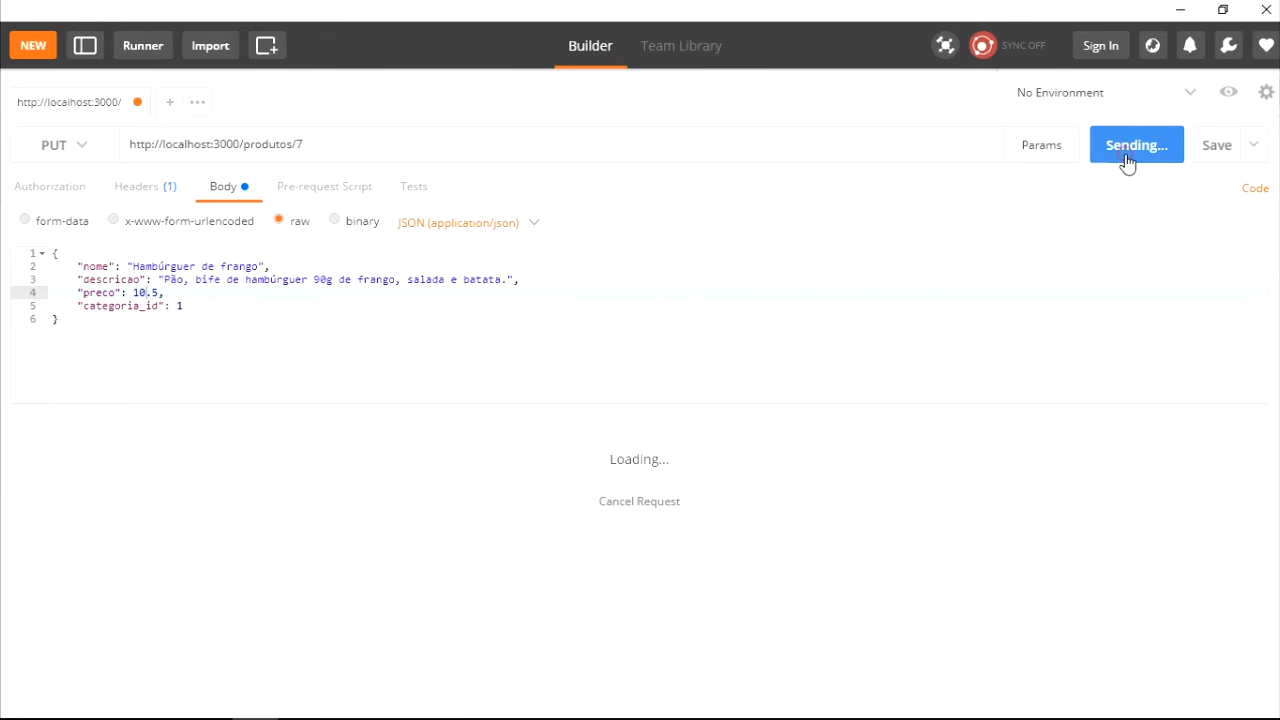 NEW Runner Import Builder Team Library SYNC OFF Sign In
http://localhost:3000/ + ••• No Environment
PUT http://localhost:3000/produtos/7 Params Sending... Save
Authorization Headers (1) Body Pre-request Script Tests Code
form-data x-www-form-urlencoded raw binary JSON (application/json)
1 {
2 "nome": "Hambúrguer de frango",
3 "descricao": "Pão, bife de hambúrguer 90g de frango, salada e batata.",
4 "preco": 10.5,
5 "categoria_id": 1
6 }
Loading...
Cancel Request